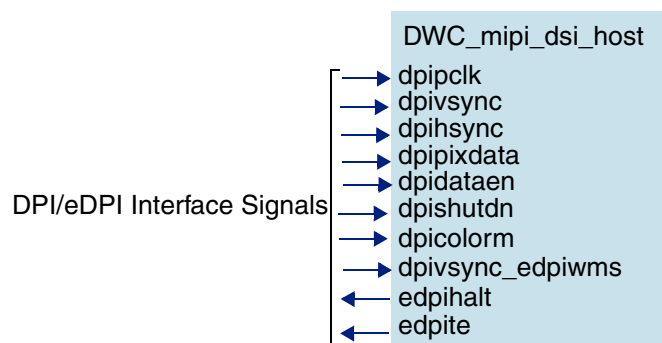 DWC_mipi_dsi_host
dpipclk
dpivsync
dpihsync
dpipixdata
dpidataen
DPI/eDPI Interface Signals
dpishutdn
dpicolorm
dpivsync_edpiwms
edpihalt
edpite